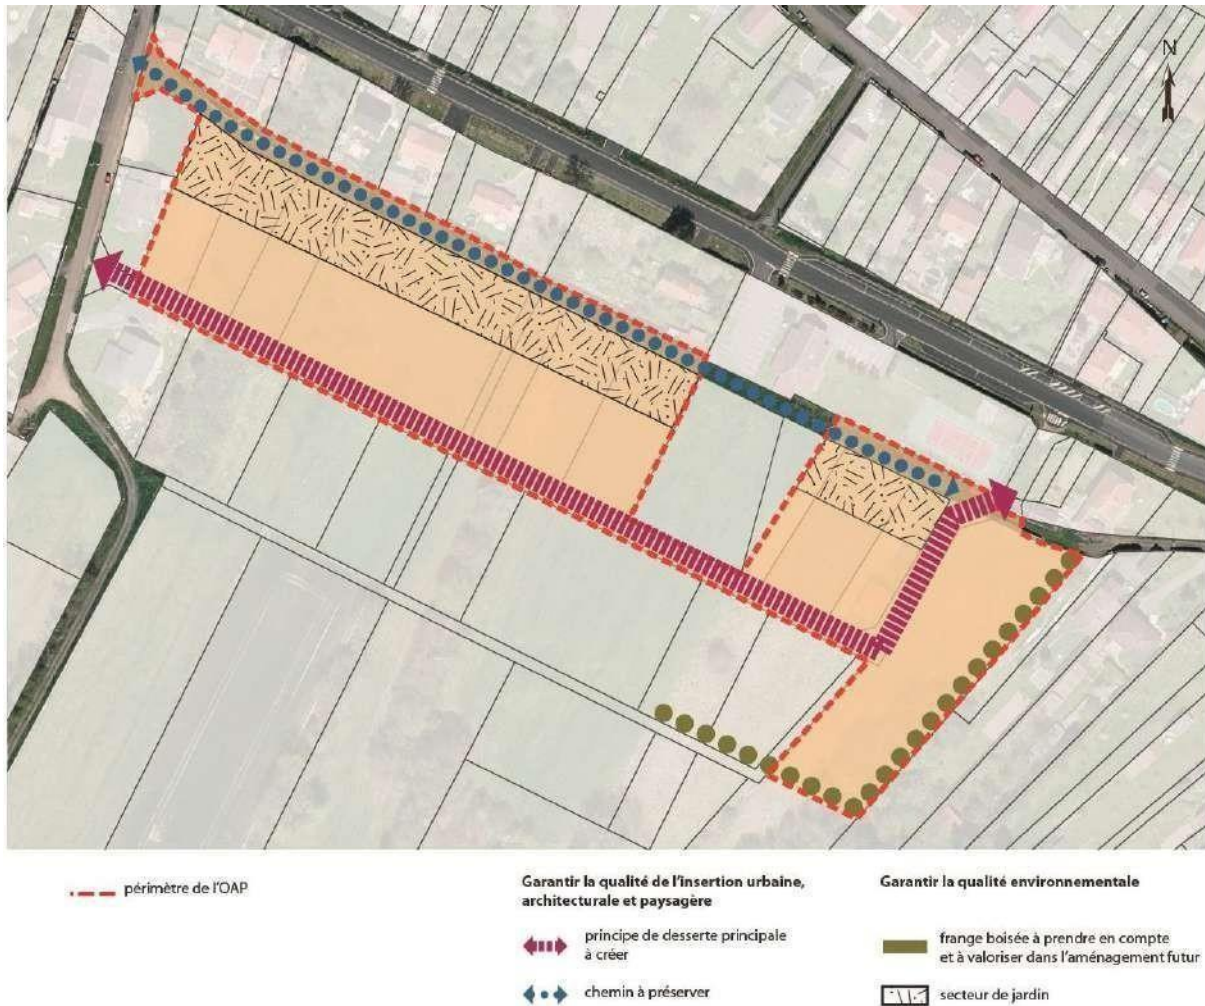 N
périmètre de l'OAP
Garantir la qualité de l'insertion urbaine,
architecturale et paysagère
principe de desserte principale
à créer
chemin à préserver
Garantir la qualité environnementale
frange boisée à prendre en compte
et à valoriser dans l'aménagement futur
secteur de jardin